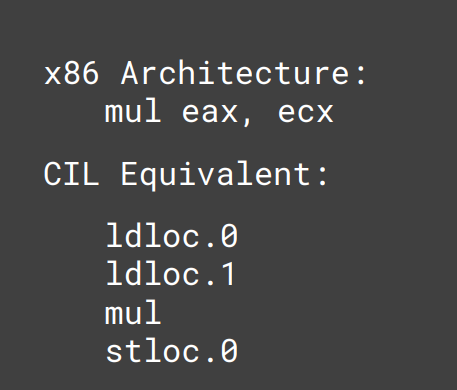 x86 Architecture:
mul eax, ecx
CIL Equivalent:
ldloc.0
ldloc.1
mul
stloc.0